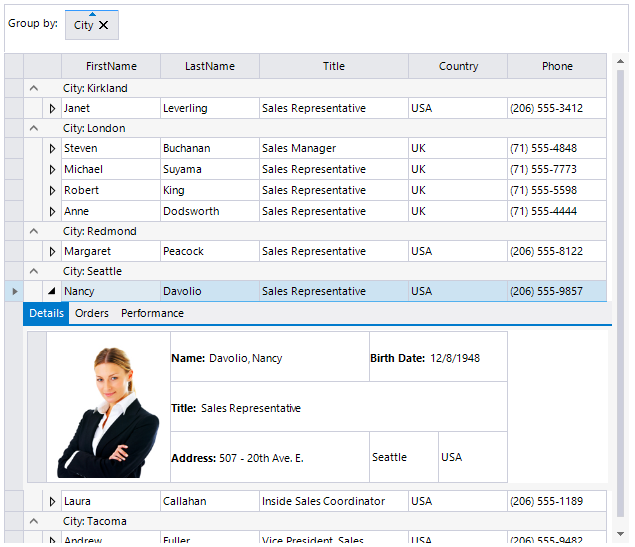 Group by: City
FirstName LastName Title Country Phone
City: Kirkland
Janet Leverling Sales Representative USA (206) 555-3412
City: London
Steven Buchanan Sales Manager UK (71) 555-4848
Michael Suyama Sales Representative UK (71) 555-7773
Robert King Sales Representative UK (71) 555-5598
Anne Dodsworth Sales Representative UK (71) 555-4444
City: Redmond
Margaret Peacock Sales Representative USA (206) 555-8122
City: Seattle
Nancy Davolio Sales Representative USA (206) 555-9857
Details Orders Performance
Name: Davolio, Nancy Birth Date: 12/8/1948
Title: Sales Representative
Address: 507 - 20th Ave. E. Seattle USA
Laura Callahan Inside Sales Coordinator USA (206) 555-1189
City: Tacoma
Andrew Fuller Vice President, Sales USA (206) 555-9482